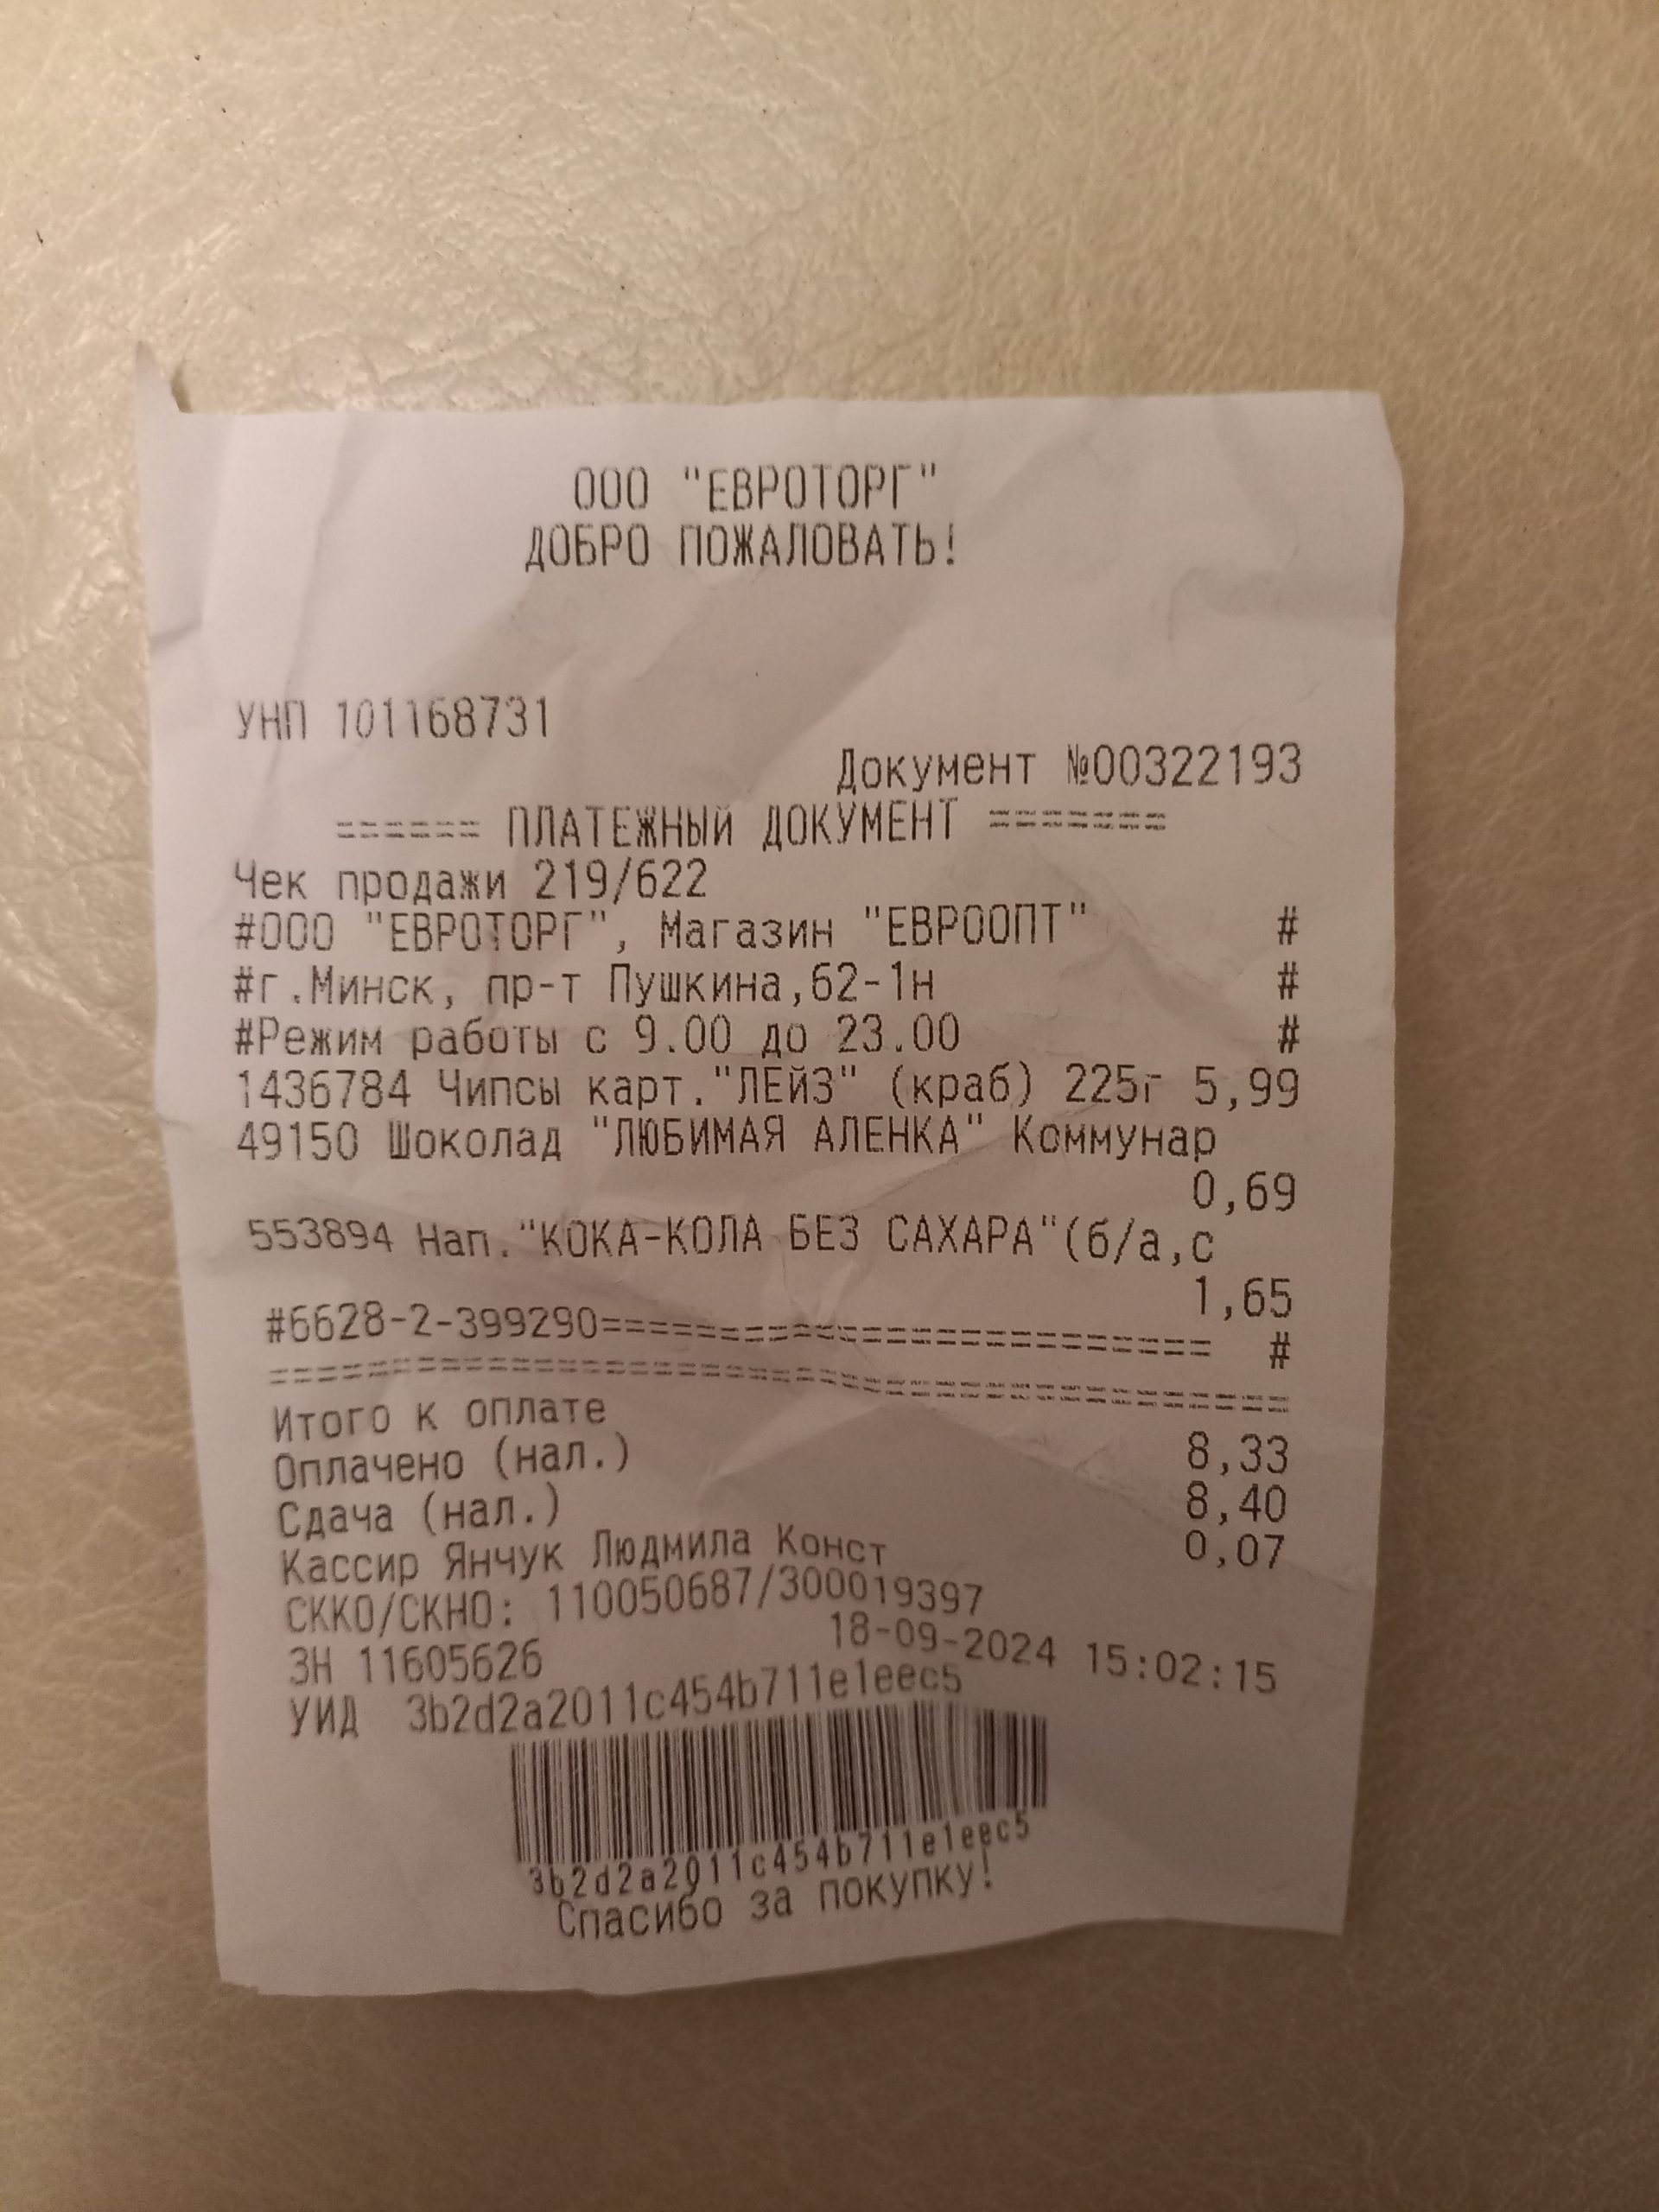 ООО "ЕВРОТОРГ"
ДОБРО ПОЖАЛОВАТЬ!
УНП 101168731
Документ №00322193
====== ПЛАТЕЖНЫЙ ДОКУМЕНТ =======
Чек продажи 219/622
#ООО "ЕВРОТОРГ", Магазин "ЕВРООПТ" #
#г.Минск, пр-т Пушкина,62-1н #
#Режим работы с 9.00 до 23.00 #
1436784 Чипсы карт."ЛЕЙЗ" (краб) 225г 5,99
49150 Шоколад "ЛЮБИМАЯ АЛЕНКА" Коммунар
0,69
553894 Нап."КОКА-КОЛА БЕЗ САХАРА"(б/а,с
1,65
#6628-2-399290========================= #
========================================
Итого к оплате 8,33
Оплачено (нал.) 8,40
Сдача (нал.) 0,07
Кассир Янчук Людмила Конст
СККО/СКНО: 110050687/300019397
ЗН 11605626 18-09-2024 15:02:15
УИД 3b2d2a2011c454b711e1eec5
3b2d2a2011c454b711e1eec5
Спасибо за покупку!